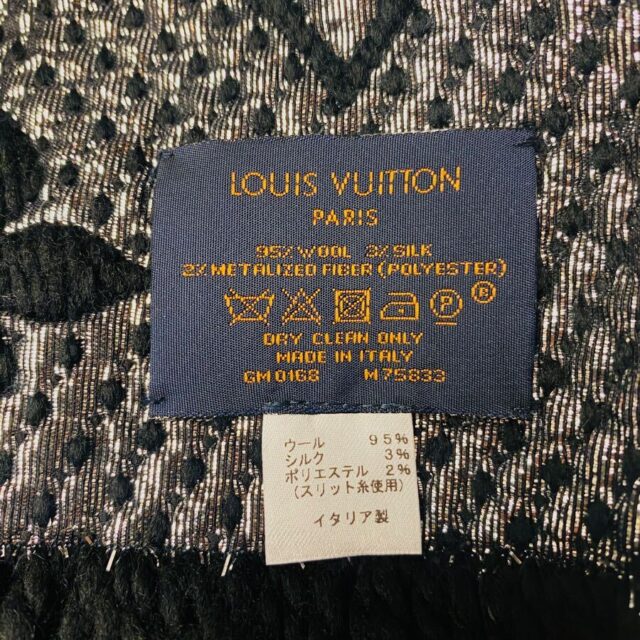 LOUIS VUITTON
PARIS
95% WOOL 3% SILK
2% METALIZED FIBER (POLYESTER)
P ®
DRY CLEAN ONLY
MADE IN ITALY
GM0168 M75833
ウール 95%
シルク 3%
ポリエステル 2%
(スリット糸使用)
イタリア製